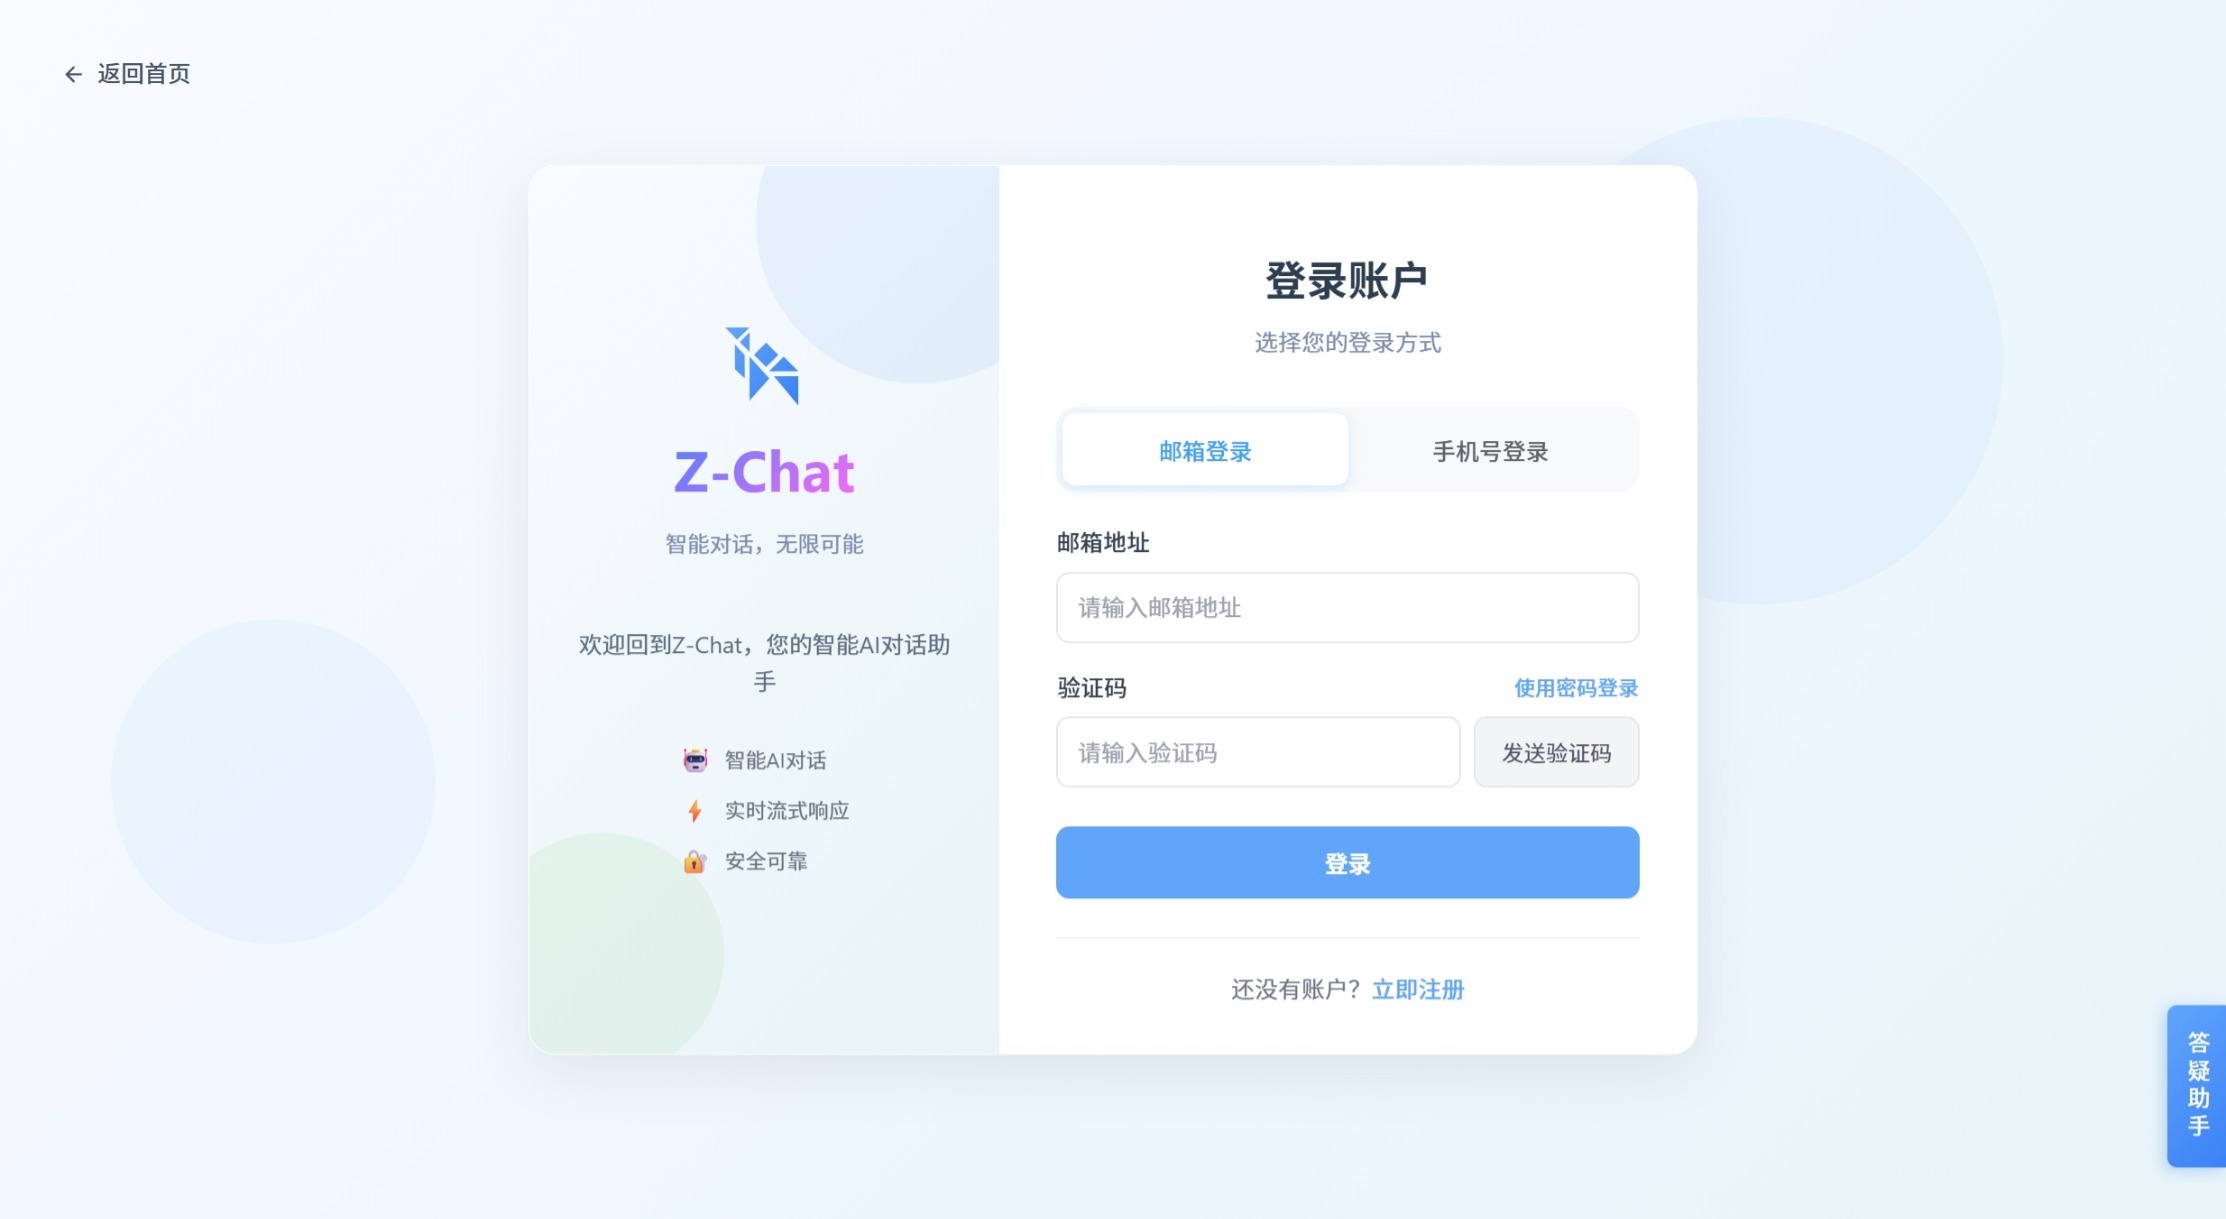 返回首页
Z-Chat
智能对话，无限可能
欢迎回到Z-Chat，您的智能AI对话助
手
智能AI对话
实时流式响应
安全可靠
登录账户
选择您的登录方式
邮箱登录 手机号登录
邮箱地址
请输入邮箱地址
验证码 使用密码登录
请输入验证码 发送验证码
登录
还没有账户？立即注册
答疑助手